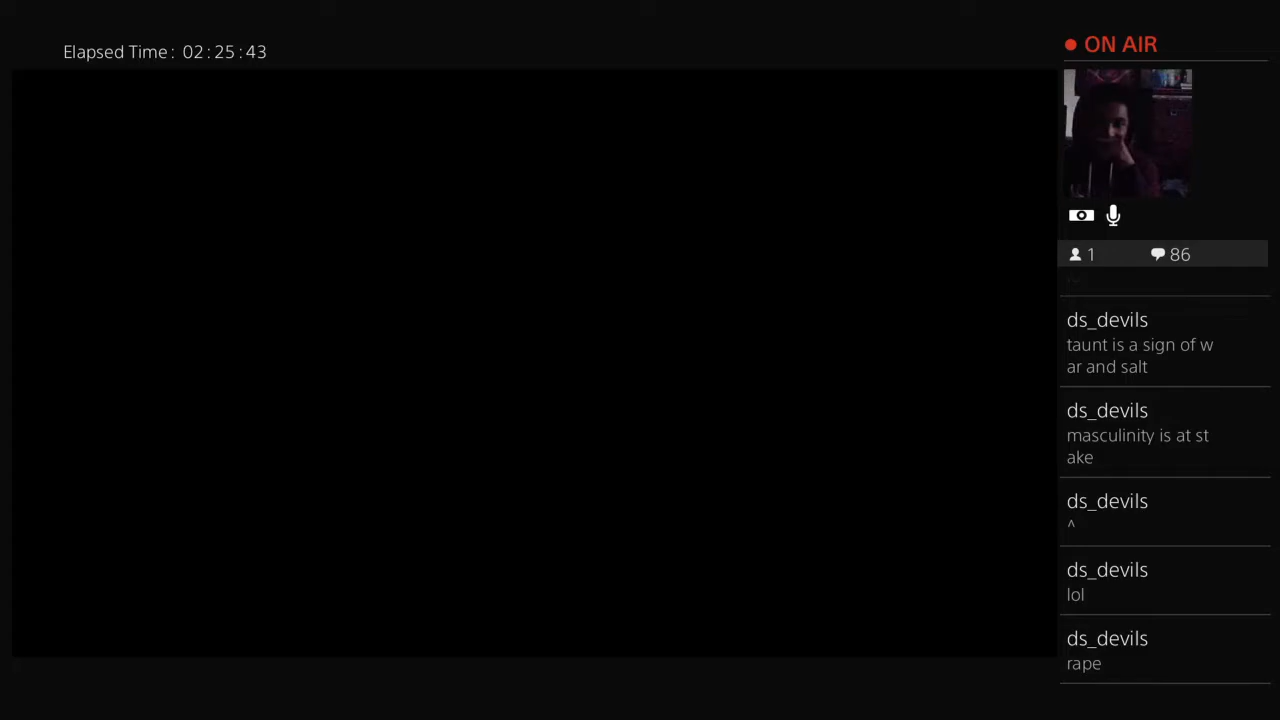 Elapsed Time: 02:25:43
ON AIR
1 86
ds_devils
taunt is a sign of w
ar and salt
ds_devils
masculinity is at st
ake
ds_devils
^
ds_devils
lol
ds_devils
rape